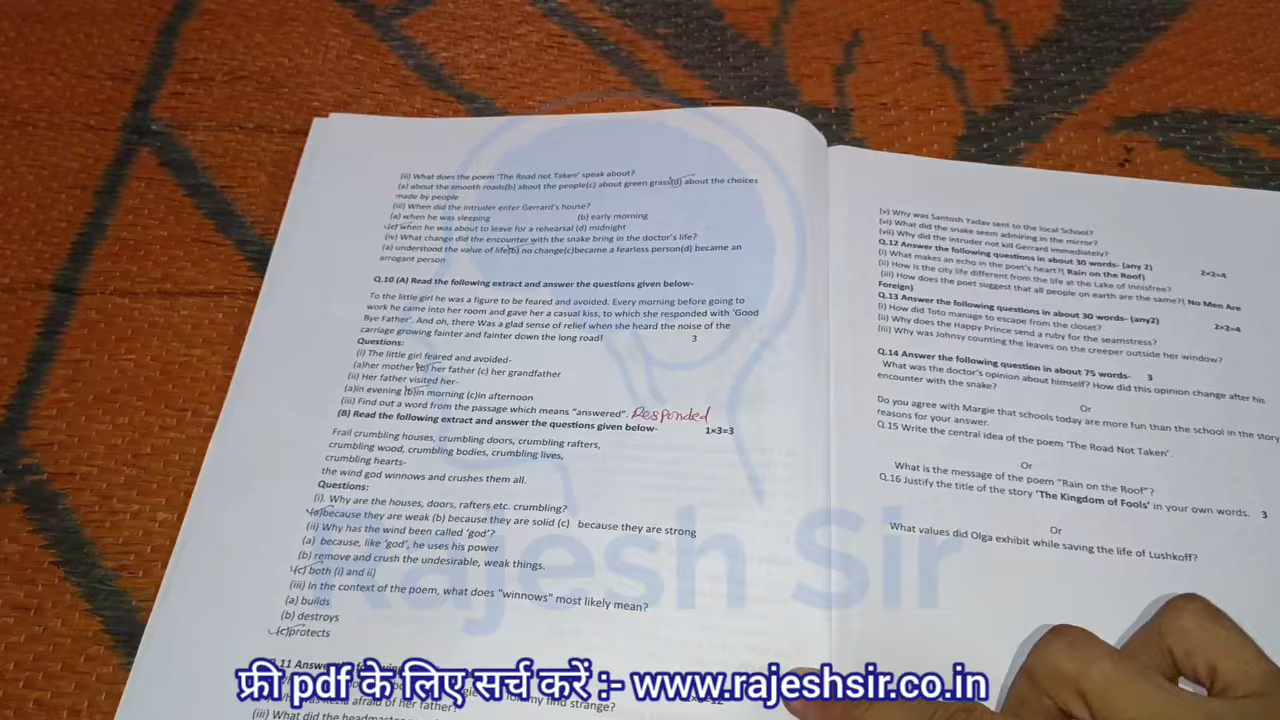 (ii) What does the poem 'The Road not Taken' speak about?
(a) about the smooth roads(b) about the people(c) about green grass(d) about the choices
made by people
(iii) When did the intruder enter Gerrard's house?
(a) when he was sleeping (b) early morning
(c) when he was about to leave for a rehearsal (d) midnight
(iv) What change did the encounter with the snake bring in the doctor's life?
(a) understood the value of life(b) no change(c)became a fearless person(d) became an
arrogant person
Q.10 (A) Read the following extract and answer the questions given below-
To the little girl he was a figure to be feared and avoided. Every morning before going to
work he came into her room and gave her a casual kiss, to which she responded with 'Good
Bye Father'. And oh, there Was a glad sense of relief when she heard the noise of the
carriage growing fainter and fainter down the long road! 3
Questions:
(i) The little girl feared and avoided-
(a)her mother (b) her father (c) her grandfather
(ii) Her father visited her-
(a)in evening (b)in morning (c)in afternoon
(iii) Find out a word from the passage which means "answered". Responded
(B) Read the following extract and answer the questions given below- 1×3=3
Frail crumbling houses, crumbling doors, crumbling rafters,
crumbling wood, crumbling bodies, crumbling lives,
crumbling hearts-
the wind god winnows and crushes them all.
Questions:
(i). Why are the houses, doors, rafters etc. crumbling?
(a)because they are weak (b) because they are solid (c) because they are strong
(ii) Why has the wind been called 'god'?
(a) because, like 'god', he uses his power
(b) remove and crush the undesirable, weak things.
(c) both (i) and ii)
(iii) In the context of the poem, what does "winnows" most likely mean?
(a) builds
(b) destroys
(c)protects
Q.11 Answer the
afraid of her father? find strange?
(iii) What did the
(v) Why was Santosh Yadav sent to the local School?
(vi) What did the snake seem admiring in the mirror?
(vii) Why did the intruder not kill Gerrard immediately?
Q.12 Answer the following questions in about 30 words- (any 2) 2×2=4
(i) What makes an echo in the poet's heart?( Rain on the Roof)
(ii) How is the city life different from the life at the Lake of Innisfree?
(iii) How does the poet suggest that all people on earth are the same?( No Men Are
Foreign)
Q.13 Answer the following questions in about 30 words- (any2) 2×2=4
(i) How did Toto manage to escape from the closet?
(ii) Why does the Happy Prince send a ruby for the seamstress?
(iii) Why was Johnsy counting the leaves on the creeper outside her window?
Q.14 Answer the following question in about 75 words- 3
What was the doctor's opinion about himself? How did this opinion change after his
encounter with the snake?
Or
Do you agree with Margie that schools today are more fun than the school in the story
reasons for your answer.
Q.15 Write the central idea of the poem 'The Road Not Taken'.
Or
What is the message of the poem "Rain on the Roof"?
Q.16 Justify the title of the story 'The Kingdom of Fools' in your own words. 3
Or
What values did Olga exhibit while saving the life of Lushkoff?
Rajesh Sir
फ्री pdf के लिए सर्च करें :- www.rajeshsir.co.in